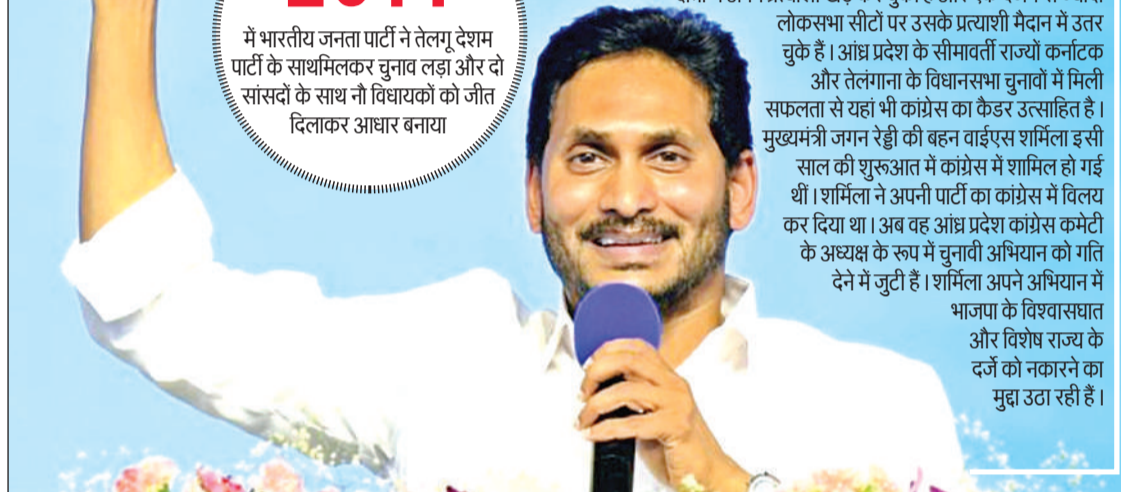 में भारतीय जनता पार्टी ने तेलगू देशम
पार्टी के साथमिलकर चुनाव लड़ा और दो
सांसदों के साथ नौ विधायकों को जीत
दिलाकर आधार बनाया
लोकसभा सीटों पर उसके प्रत्याशी मैदान में उतर
चुके हैं। आंध्र प्रदेश के सीमावर्ती राज्यों कर्नाटक
और तेलंगाना के विधानसभा चुनावों में मिली
सफलता से यहां भी कांग्रेस का कैडर उत्साहित है।
मुख्यमंत्री जगन रेड्डी की बहन वाईएस शर्मिला इसी
साल की शुरूआत में कांग्रेस में शामिल हो गई
थीं। शर्मिला ने अपनी पार्टी का कांग्रेस में विलय
कर दिया था। अब वह आंध्र प्रदेश कांग्रेस कमेटी
के अध्यक्ष के रूप में चुनावी अभियान को गति
देने में जुटी हैं। शर्मिला अपने अभियान में
भाजपा के विश्वासघात
और विशेष राज्य के
दर्जे को नकारने का
मुद्दा उठा रही हैं।